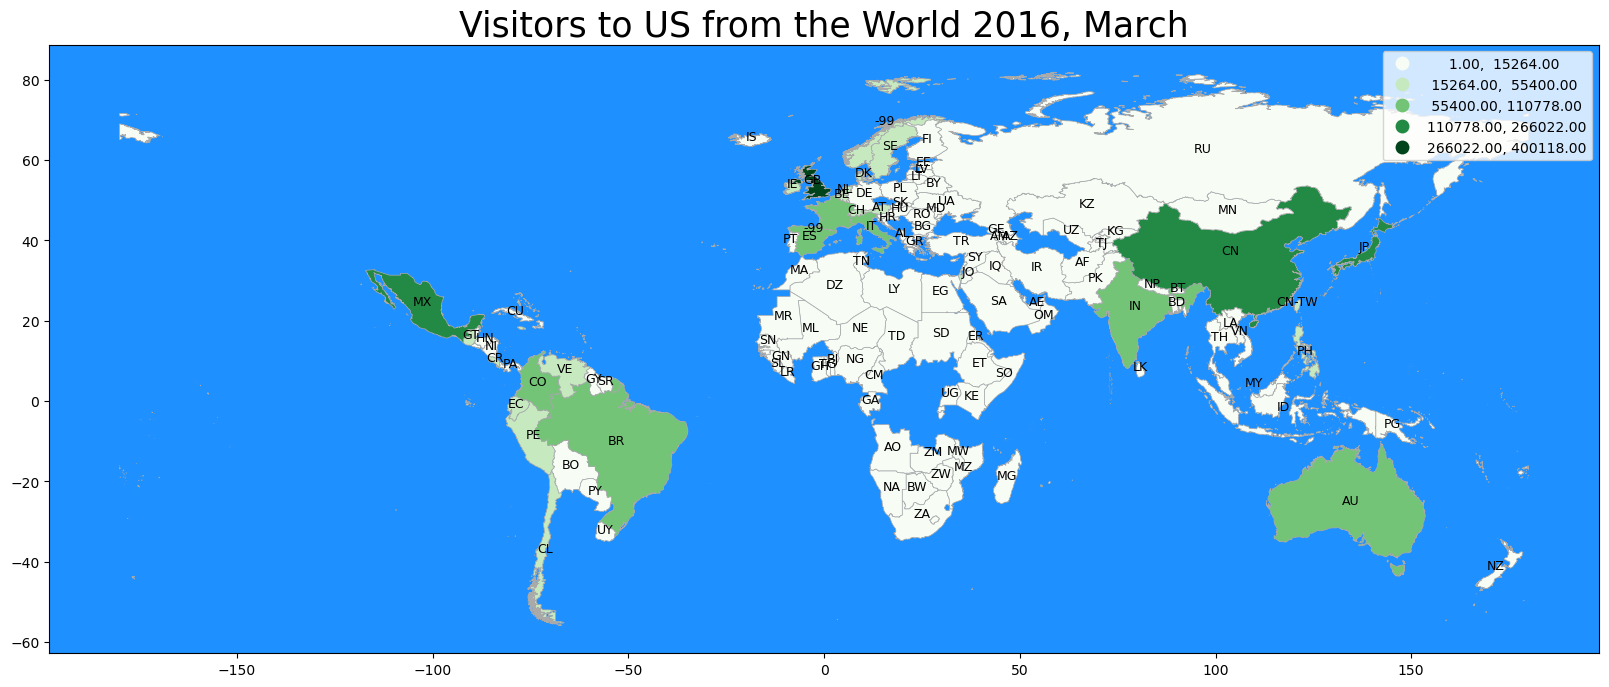 Visitors to US from the World 2016, March
1.00, 15264.00
15264.00, 55400.00
55400.00, 110778.00
110778.00, 266022.00
266022.00, 400118.00
80
60
40
20
0
−20
−40
−60
−150
−100
−50
0
50
100
150
-99
IS
FI
SE
RU
EE
LV
LT
DK
IE
GB
NL
BE
DE
PL
BY
CH
AT
SK
HU
UA
MD
KZ
MN
HR
RO
IT
BG
-99
ES
PT
AL
GR
TR
GE
AM
AZ
UZ
KG
TJ
CN
JP
TN
SY
JO
IQ
IR
AF
PK
MA
DZ
LY
EG
SA
AE
OM
NP
BT
BD
IN
CN-TW
MX
CU
GT
HN
NI
CR
PA
MR
ML
NE
TD
SD
ER
LA
VN
TH
PH
SN
GN
SL
LR
GH
TG
BJ
NG
CM
ET
SO
LK
VE
GY
SR
CO
EC
PE
BR
GA
UG
KE
MY
ID
PG
BO
PY
UY
CL
AO
ZM
MW
MZ
ZW
MG
NA
BW
ZA
AU
NZ